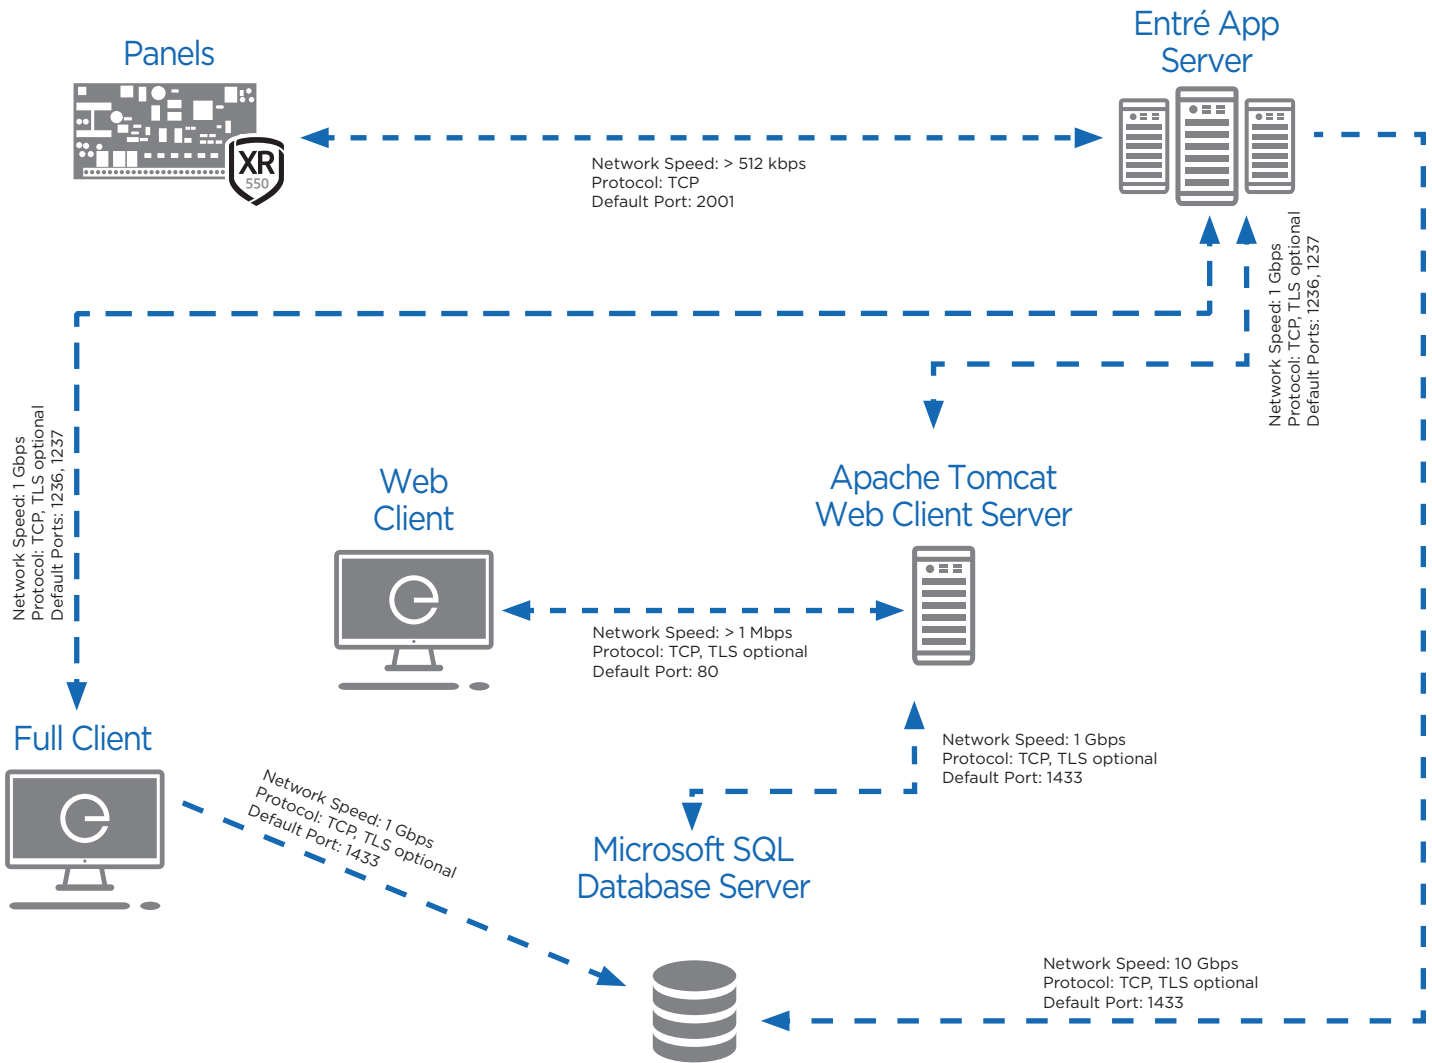 Panels
XR
550
Entré App
Server
Network Speed: > 512 kbps
Protocol: TCP
Default Port: 2001
Network Speed: 1 Gbps
Protocol: TCP, TLS optional
Default Ports: 1236, 1237
Network Speed: 1 Gbps
Protocol: TCP, TLS optional
Default Ports: 1236, 1237
Web
Client
Apache Tomcat
Web Client Server
Network Speed: > 1 Mbps
Protocol: TCP, TLS optional
Default Port: 80
Full Client
Network Speed: 1 Gbps
Protocol: TCP, TLS optional
Default Port: 1433
Network Speed: 1 Gbps
Protocol: TCP, TLS optional
Default Port: 1433
Microsoft SQL
Database Server
Network Speed: 10 Gbps
Protocol: TCP, TLS optional
Default Port: 1433